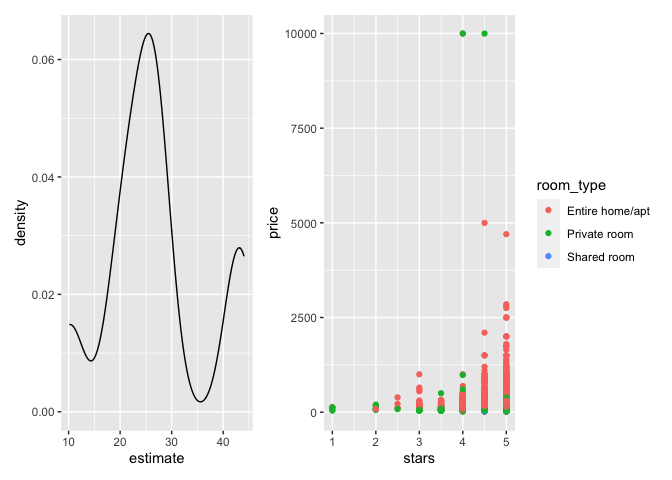 density
0.06
0.04
0.02
0.00
10 20 30 40
estimate
price
10000
7500
5000
2500
0
1 2 3 4 5
stars
room_type
Entire home/apt
Private room
Shared room